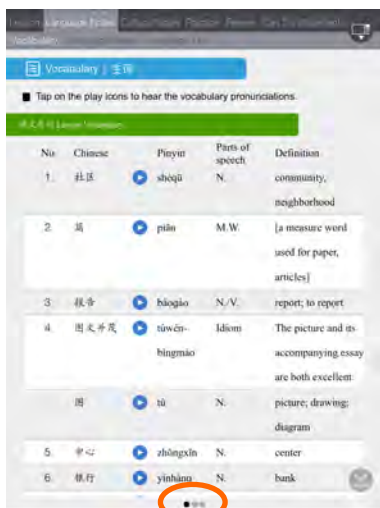 Vocabulary
Vocabulary | 生词
Tap on the play icons to hear the vocabulary pronunciations.
No Chinese Pinyin Parts of speech Definition
1. 社区 shèqū N. community, neighborhood
2. 篇 piān M.W. [a measure word used for paper, articles]
3. 报告 bàogào N./V. report; to report
4. 图文并茂 túwén-bìngmào Idiom The picture and its accompanying essay are both excellent
图 tú N. picture; drawing; diagram
5. 中心 zhōngxīn N. center
6. 银行 yínháng N. bank